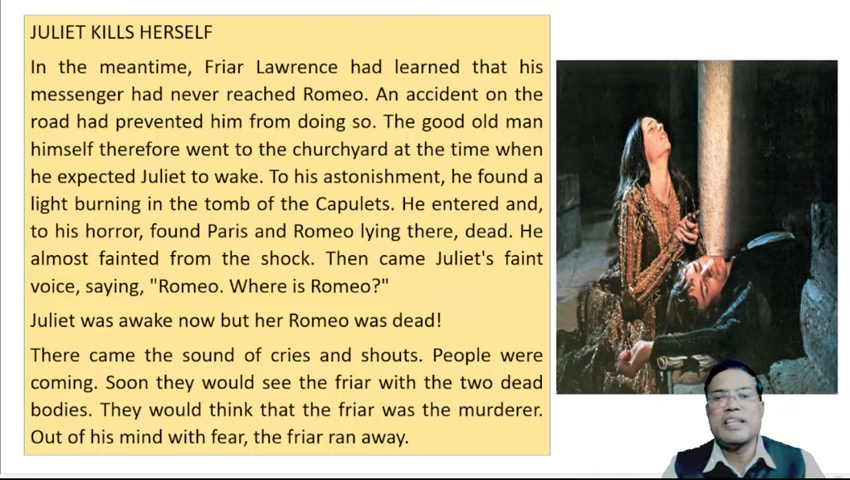 JULIET KILLS HERSELF
In the meantime, Friar Lawrence had learned that his
messenger had never reached Romeo. An accident on the
road had prevented him from doing so. The good old man
himself therefore went to the churchyard at the time when
he expected Juliet to wake. To his astonishment, he found a
light burning in the tomb of the Capulets. He entered and,
to his horror, found Paris and Romeo lying there, dead. He
almost fainted from the shock. Then came Juliet's faint
voice, saying, "Romeo. Where is Romeo?"
Juliet was awake now but her Romeo was dead!
There came the sound of cries and shouts. People were
coming. Soon they would see the friar with the two dead
bodies. They would think that the friar was the murderer.
Out of his mind with fear, the friar ran away.